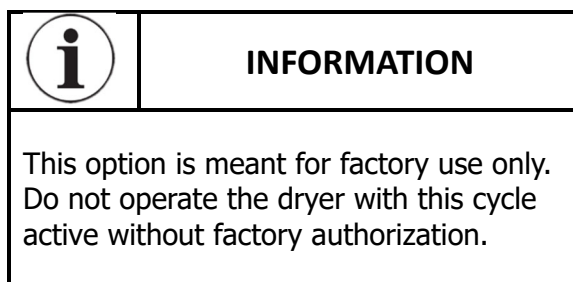 INFORMATION
This option is meant for factory use only.
Do not operate the dryer with this cycle
active without factory authorization.